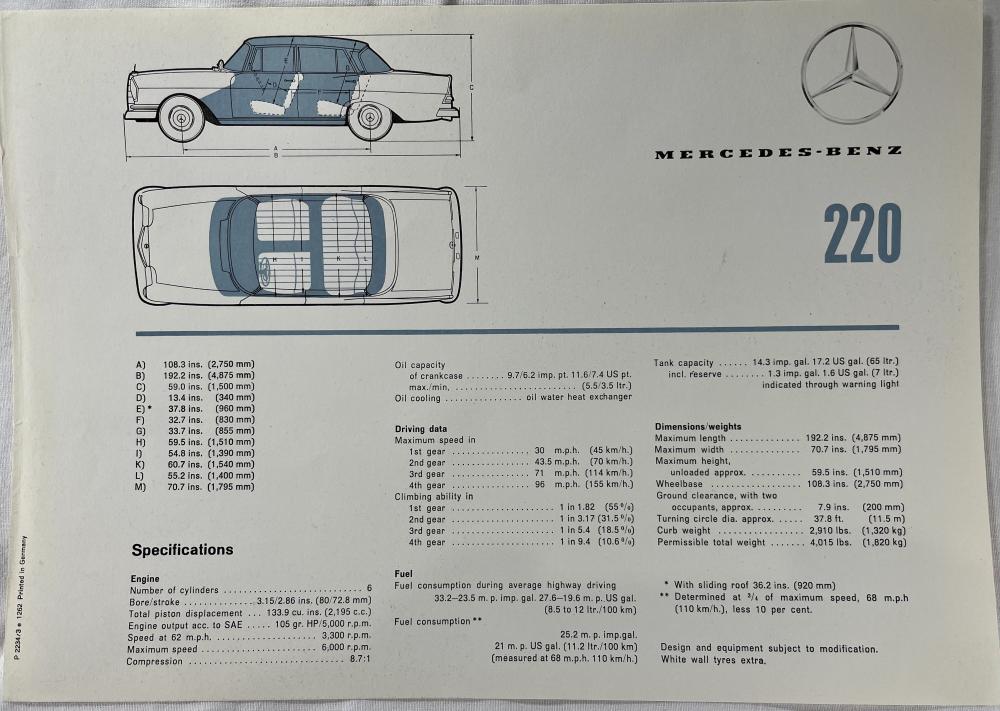 C
A
B
E
D
F
G
H I K L
M
MERCEDES-BENZ
220
A) 108.3 ins. (2,750 mm)
B) 192.2 ins. (4,875 mm)
C) 59.0 ins. (1,500 mm)
D) 13.4 ins. (340 mm)
E) * 37.8 ins. (960 mm)
F) 32.7 ins. (830 mm)
G) 33.7 ins. (855 mm)
H) 59.5 ins. (1,510 mm)
I) 54.8 ins. (1,390 mm)
K) 60.7 ins. (1,540 mm)
L) 55.2 ins. (1,400 mm)
M) 70.7 ins. (1,795 mm)
Specifications
Engine
Number of cylinders . . . . . . . . . . 6
Bore/stroke . . . . . . . . . . 3.15/2.86 ins. (80/72.8 mm)
Total piston displacement . . . 133.9 cu. ins. (2,195 c.c.)
Engine output acc. to SAE . . . . . 105 gr. HP/5,000 r.p.m.
Speed at 62 m.p.h. . . . . . . . . . . 3,300 r.p.m.
Maximum speed . . . . . . . . . . 6,000 r.p.m.
Compression . . . . . . . . . . 8.7:1
Oil capacity
of crankcase . . . . . . . . 9.7/6.2 imp. pt. 11.6/7.4 US pt.
max./min. . . . . . . . . . . (5.5/3.5 ltr.)
Oil cooling . . . . . . . . . . oil water heat exchanger
Driving data
Maximum speed in
1st gear . . . . . . . . . . 30 m.p.h. (45 km/h.)
2nd gear . . . . . . . . . . 43.5 m.p.h. (70 km/h.)
3rd gear . . . . . . . . . . 71 m.p.h. (114 km/h.)
4th gear . . . . . . . . . . 96 m.p.h. (155 km/h.)
Climbing ability in
1st gear . . . . . . . . . . 1 in 1.82 (55 %)
2nd gear . . . . . . . . . . 1 in 3.17 (31.5 %)
3rd gear . . . . . . . . . . 1 in 5.4 (18.5 %)
4th gear . . . . . . . . . . 1 in 9.4 (10.6 %)
Fuel
Fuel consumption during average highway driving
33.2–23.5 m. p. imp gal. 27.6–19.6 m. p. US gal.
(8.5 to 12 ltr./100 km)
Fuel consumption **
25.2 m. p. imp.gal.
21 m. p. US gal. (11.2 ltr./100 km)
(measured at 68 m.p.h. 110 km/h.)
Tank capacity . . . . . . 14.3 imp. gal. 17.2 US gal. (65 ltr.)
incl. reserve . . . . . . . . 1.3 imp. gal. 1.6 US gal. (7 ltr.)
indicated through warning light
Dimensions/weights
Maximum length . . . . . . . . . . 192.2 ins. (4,875 mm)
Maximum width . . . . . . . . . . 70.7 ins. (1,795 mm)
Maximum height,
unloaded approx. . . . . . . . . . . 59.5 ins. (1,510 mm)
Wheelbase . . . . . . . . . . 108.3 ins. (2,750 mm)
Ground clearance, with two
occupants, approx. . . . . . . . . . 7.9 ins. (200 mm)
Turning circle dia. approx. . . . . . 37.8 ft. (11.5 m)
Curb weight . . . . . . . . . . 2,910 lbs. (1,320 kg)
Permissible total weight . . . . . . . 4,015 lbs. (1,820 kg)
* With sliding roof 36.2 ins. (920 mm)
** Determined at 3/4 of maximum speed, 68 m.p.h
(110 km/h.), less 10 per cent.
Design and equipment subject to modification.
White wall tyres extra.
P 2234/3 e 1262 Printed in Germany